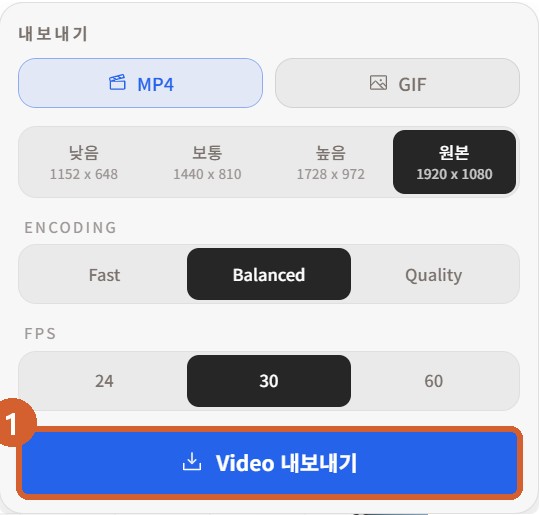 내보내기
MP4 GIF
낮음 보통 높음 원본
1152 x 648 1440 x 810 1728 x 972 1920 x 1080
ENCODING
Fast Balanced Quality
FPS
24 30 60
1
Video 내보내기